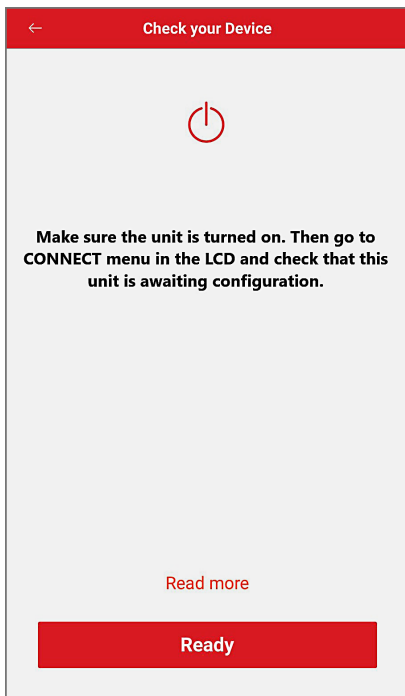 Check your Device
Make sure the unit is turned on. Then go to
CONNECT menu in the LCD and check that this
unit is awaiting configuration.
Read more
Ready